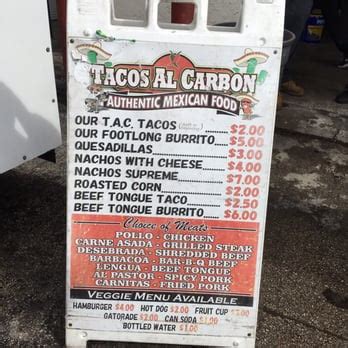 TACOS AL CARBON
AUTHENTIC MEXICAN FOOD
OUR T.A.C. TACOS $2.00
OUR FOOTLONG BURRITO $5.00
QUESADILLAS $3.00
NACHOS WITH CHEESE $4.00
NACHOS SUPREME $7.00
ROASTED CORN $2.00
BEEF TONGUE TACO $2.50
BEEF TONGUE BURRITO $6.00
Choice of Meats
POLLO - CHICKEN
CARNE ASADA - GRILLED STEAK
DESEBRADA - SHREDDED BEEF
BARBACOA - BAR-B-Q BEEF
LENGUA - BEEF TONGUE
AL PASTOR - SPICY PORK
CARNITAS - FRIED PORK
VEGGIE MENU AVAILABLE
HAMBURGER $4.00 HOT DOG $2.00 FRUIT CUP
GATORADE $2.00 CAN SODA $1.00
BOTTLED WATER $1.00